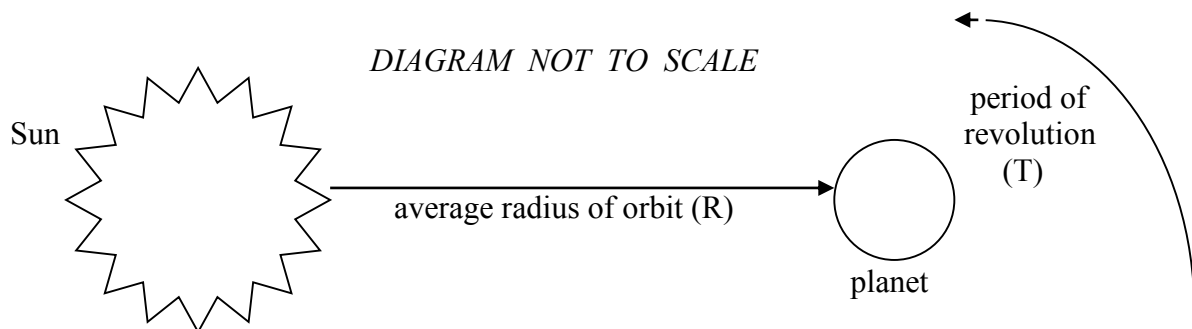 DIAGRAM NOT TO SCALE
Sun
average radius of orbit (R)
period of
revolution
(T)
planet